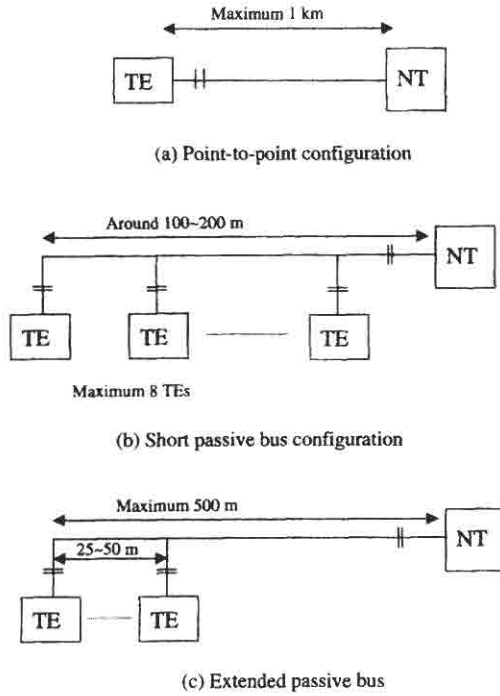 Maximum 1 km
TE NT
(a) Point-to-point configuration
Around 100~200 m
NT
TE TE TE
Maximum 8 TEs
(b) Short passive bus configuration
Maximum 500 m
NT
25~50 m
TE TE
(c) Extended passive bus